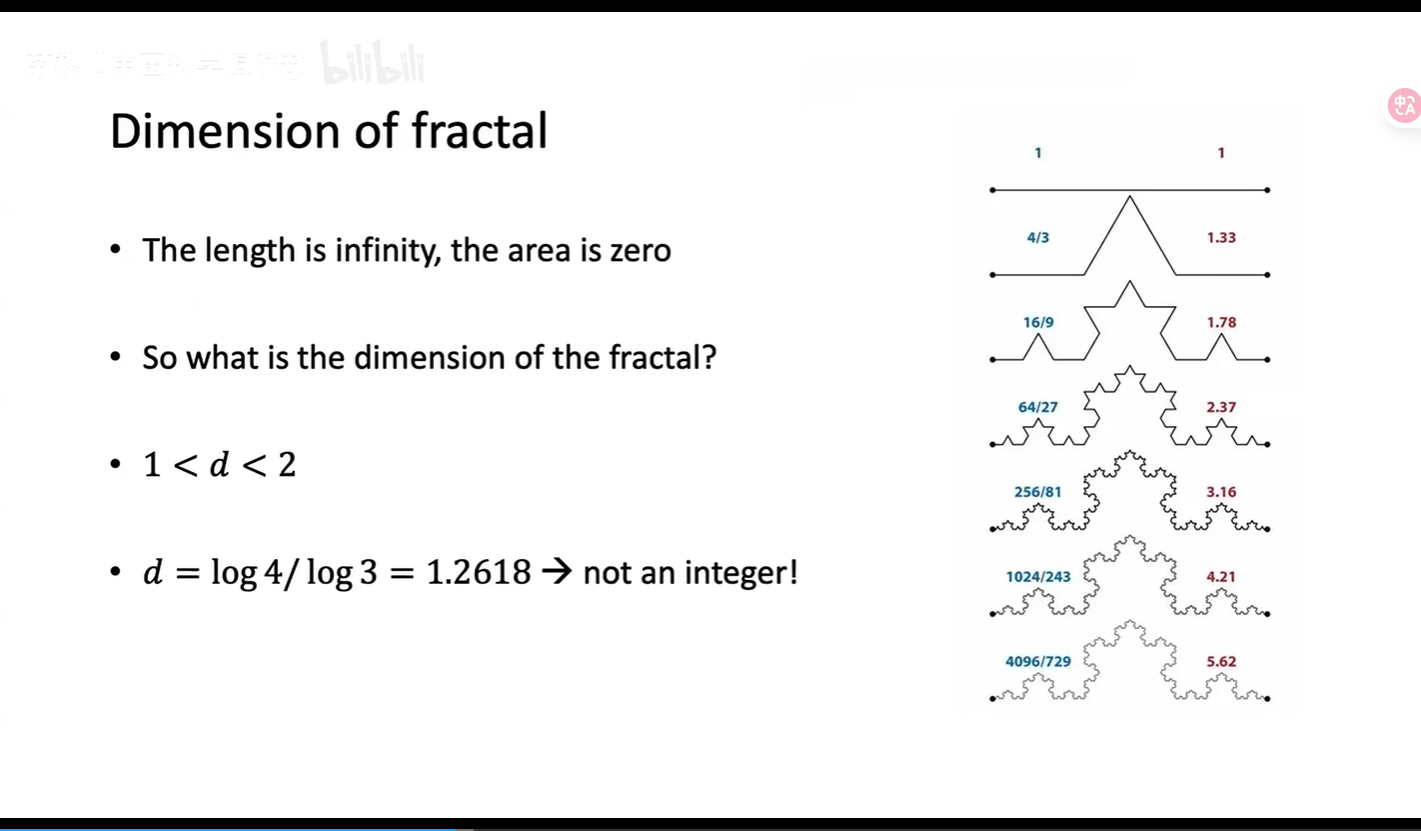 bilibili
Dimension of fractal
• The length is infinity, the area is zero
• So what is the dimension of the fractal?
• 1 < d < 2
• d = log 4/ log 3 = 1.2618 → not an integer!
1 1
4/3 1.33
16/9 1.78
64/27 2.37
256/81 3.16
1024/243 4.21
4096/729 5.62
中
A